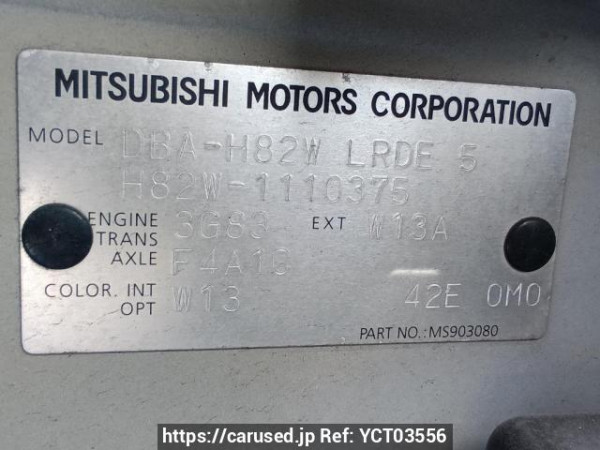 MITSUBISHI MOTORS CORPORATION
MODEL DBA-H82W LRDE 5
H82W-1110375
ENGINE 3G83 EXT W13A
TRANS
AXLE F4A1C
COLOR. INT W13 42E 0M0
OPT
PART NO.:MS903080
https://carused.jp Ref: YCT03556